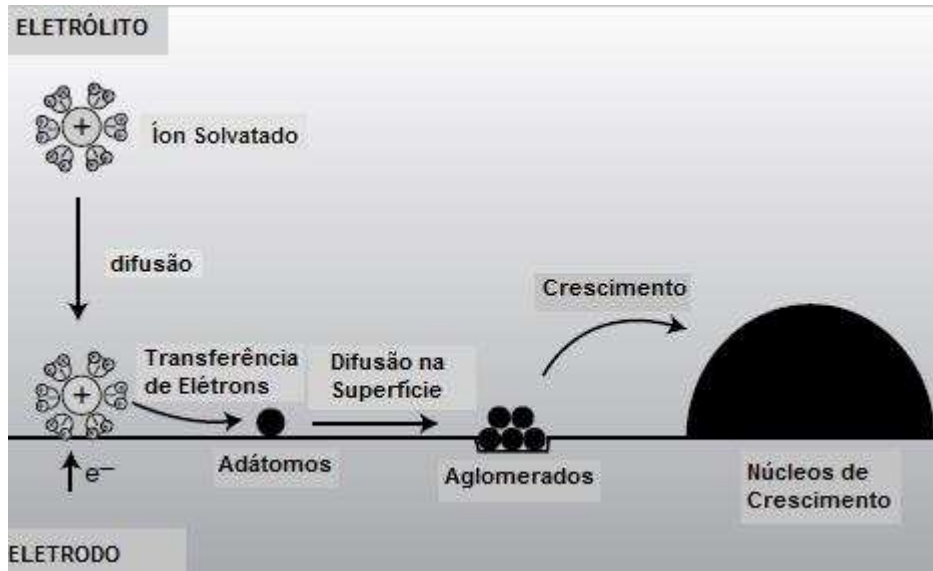 ELETRÓLITO
+
Íon Solvatado
difusão
Crescimento
Transferência
de Elétrons
Difusão na
Superfície
+
e−
Adátomos
Aglomerados
Núcleos de
Crescimento
ELETRODO